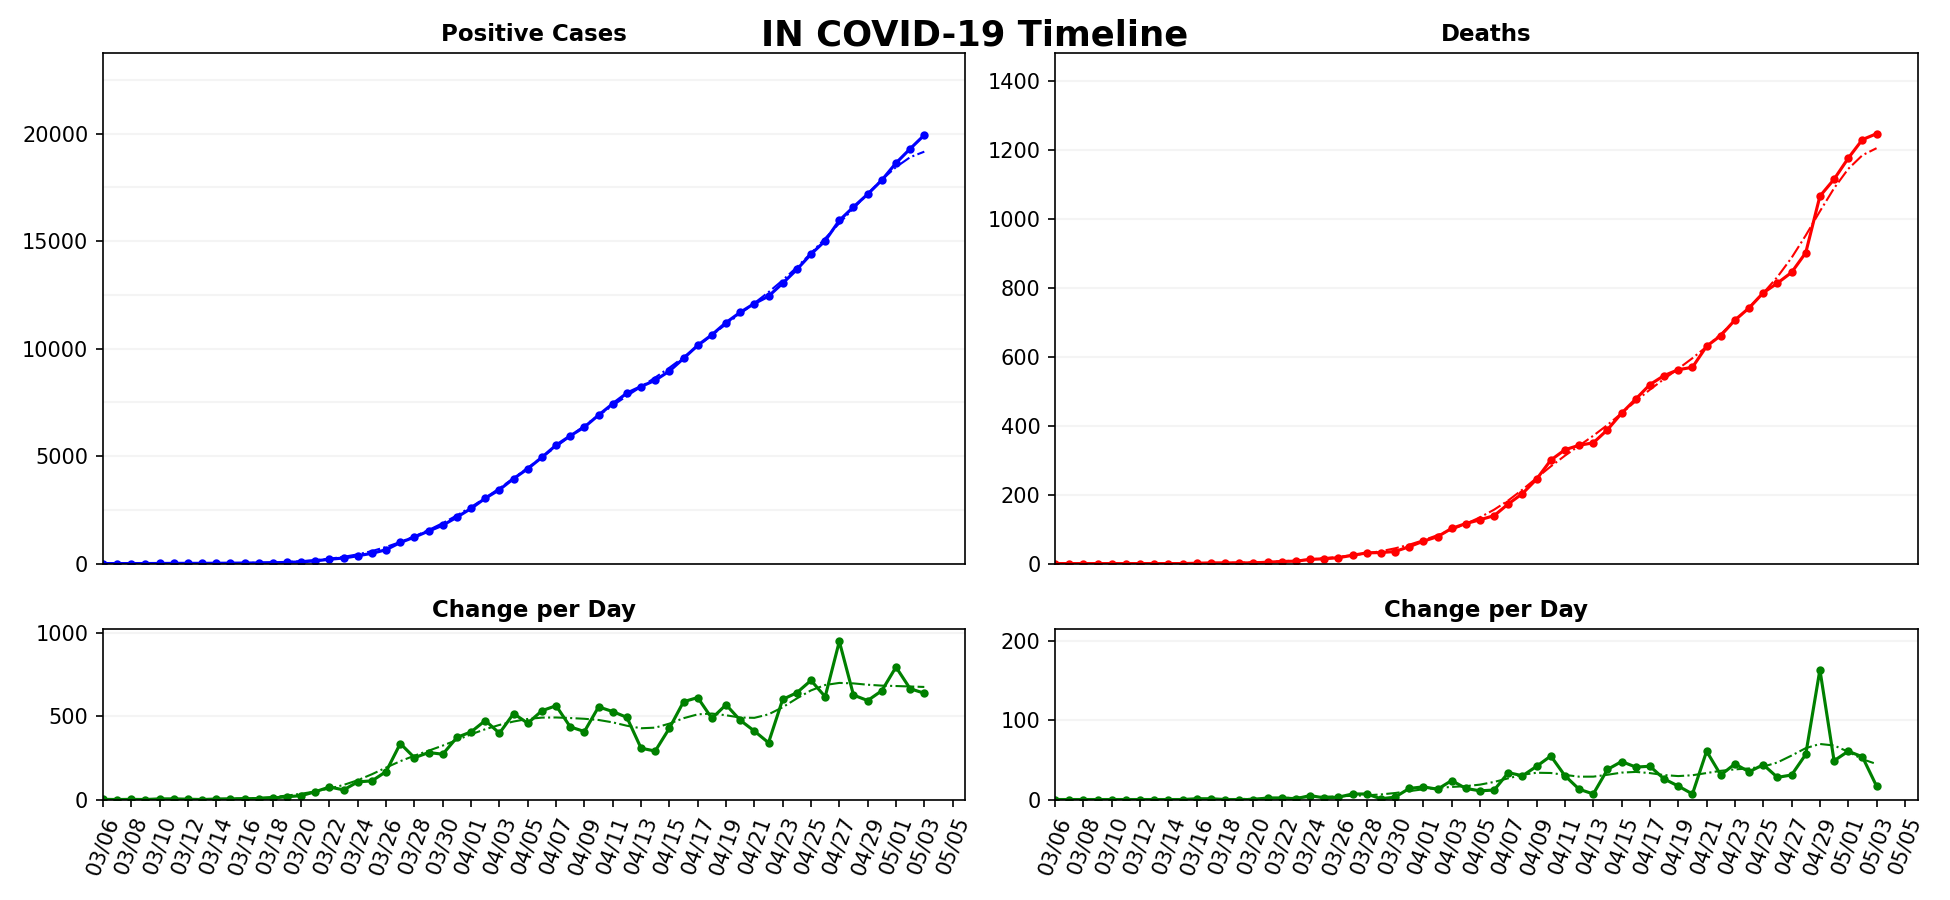 IN COVID-19 Timeline
Positive Cases
20000
15000
10000
5000
0
Deaths
1400
1200
1000
800
600
400
200
0
Change per Day
1000
500
0
03/06 03/08 03/10 03/12 03/14 03/16 03/18 03/20 03/22 03/24 03/26 03/28 03/30 04/01 04/03 04/05 04/07 04/09 04/11 04/13 04/15 04/17 04/19 04/21 04/23 04/25 04/27 04/29 05/01 05/03 05/05
Change per Day
200
100
0
03/06 03/08 03/10 03/12 03/14 03/16 03/18 03/20 03/22 03/24 03/26 03/28 03/30 04/01 04/03 04/05 04/07 04/09 04/11 04/13 04/15 04/17 04/19 04/21 04/23 04/25 04/27 04/29 05/01 05/03 05/05